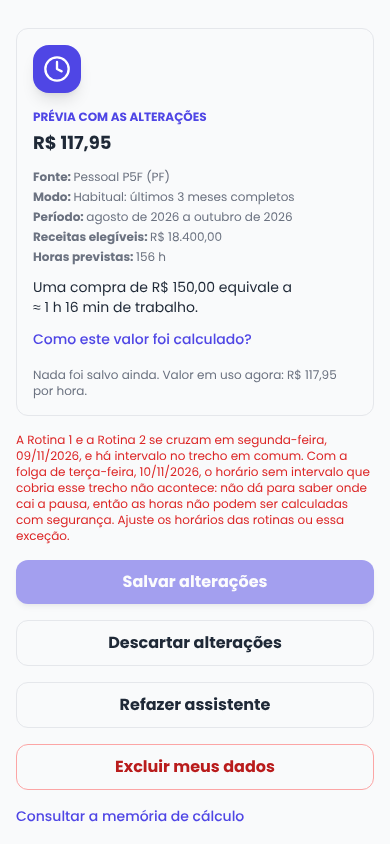 PRÉVIA COM AS ALTERAÇÕES
R$ 117,95
Fonte: Pessoal P5F (PF)
Modo: Habitual: últimos 3 meses completos
Período: agosto de 2026 a outubro de 2026
Receitas elegíveis: R$ 18.400,00
Horas previstas: 156 h
Uma compra de R$ 150,00 equivale a
≈ 1 h 16 min de trabalho.
Como este valor foi calculado?
Nada foi salvo ainda. Valor em uso agora: R$ 117,95
por hora.
A Rotina 1 e a Rotina 2 se cruzam em segunda-feira,
09/11/2026, e há intervalo no trecho em comum. Com a
folga de terça-feira, 10/11/2026, o horário sem intervalo que
cobria esse trecho não acontece: não dá para saber onde
cai a pausa, então as horas não podem ser calculadas
com segurança. Ajuste os horários das rotinas ou essa
exceção.
Salvar alterações
Descartar alterações
Refazer assistente
Excluir meus dados
Consultar a memória de cálculo